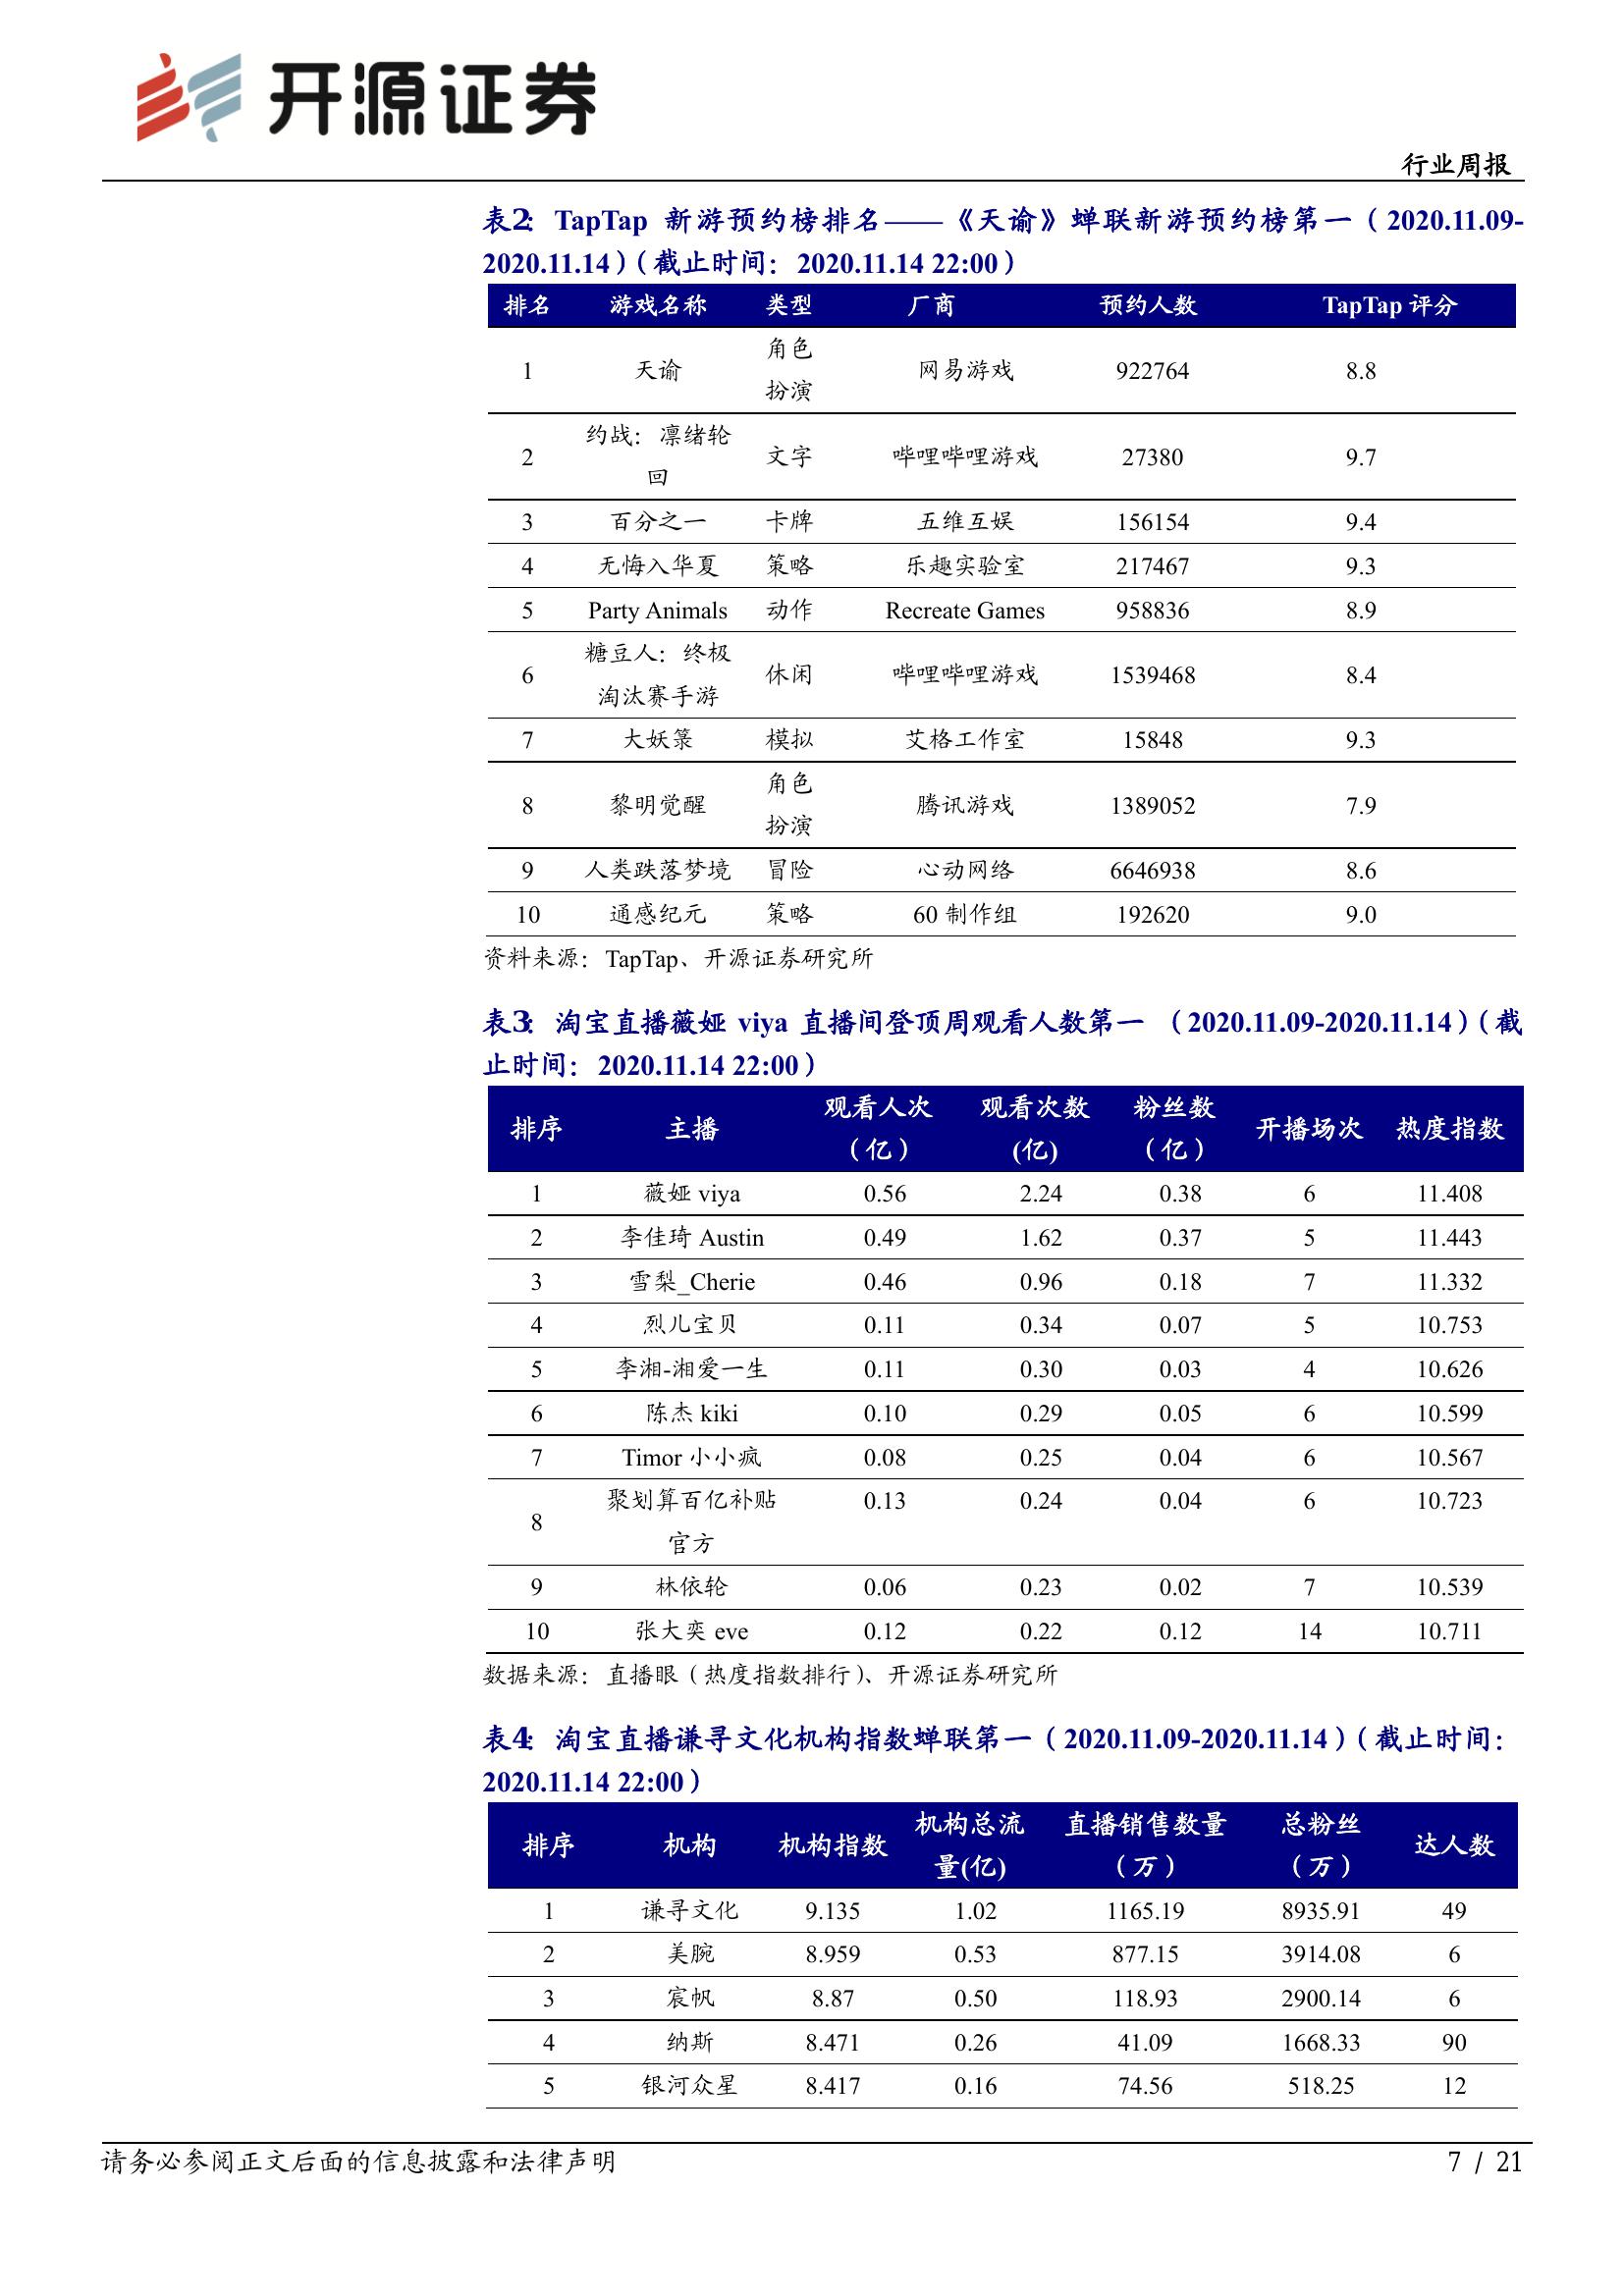 开源证券
行业周报
表2： TapTap 新游预约榜排名——《天谕》蝉联新游预约榜第一（2020.11.09-
2020.11.14）（截止时间：2020.11.14 22:00）
排名 游戏名称 类型 厂商 预约人数 TapTap 评分
1 天谕 角色扮演 网易游戏 922764 8.8
2 约战：凛绪轮回 文字 哔哩哔哩游戏 27380 9.7
3 百分之一 卡牌 五维互娱 156154 9.4
4 无悔入华夏 策略 乐趣实验室 217467 9.3
5 Party Animals 动作 Recreate Games 958836 8.9
6 糖豆人：终极淘汰赛手游 休闲 哔哩哔哩游戏 1539468 8.4
7 大妖箓 模拟 艾格工作室 15848 9.3
8 黎明觉醒 角色扮演 腾讯游戏 1389052 7.9
9 人类跌落梦境 冒险 心动网络 6646938 8.6
10 通感纪元 策略 60 制作组 192620 9.0
资料来源：TapTap、开源证券研究所
表3： 淘宝直播薇娅 viya 直播间登顶周观看人数第一 （2020.11.09-2020.11.14）（截
止时间：2020.11.14 22:00）
排序 主播 观看人次（亿） 观看次数(亿) 粉丝数（亿） 开播场次 热度指数
1 薇娅 viya 0.56 2.24 0.38 6 11.408
2 李佳琦 Austin 0.49 1.62 0.37 5 11.443
3 雪梨_Cherie 0.46 0.96 0.18 7 11.332
4 烈儿宝贝 0.11 0.34 0.07 5 10.753
5 李湘-湘爱一生 0.11 0.30 0.03 4 10.626
6 陈杰 kiki 0.10 0.29 0.05 6 10.599
7 Timor 小小疯 0.08 0.25 0.04 6 10.567
8 聚划算百亿补贴官方 0.13 0.24 0.04 6 10.723
9 林依轮 0.06 0.23 0.02 7 10.539
10 张大奕 eve 0.12 0.22 0.12 14 10.711
数据来源：直播眼（热度指数排行）、开源证券研究所
表4： 淘宝直播谦寻文化机构指数蝉联第一（2020.11.09-2020.11.14）（截止时间：
2020.11.14 22:00）
排序 机构 机构指数 机构总流量(亿) 直播销售数量（万） 总粉丝（万） 达人数
1 谦寻文化 9.135 1.02 1165.19 8935.91 49
2 美腕 8.959 0.53 877.15 3914.08 6
3 宸帆 8.87 0.50 118.93 2900.14 6
4 纳斯 8.471 0.26 41.09 1668.33 90
5 银河众星 8.417 0.16 74.56 518.25 12
请务必参阅正文后面的信息披露和法律声明
7 / 21